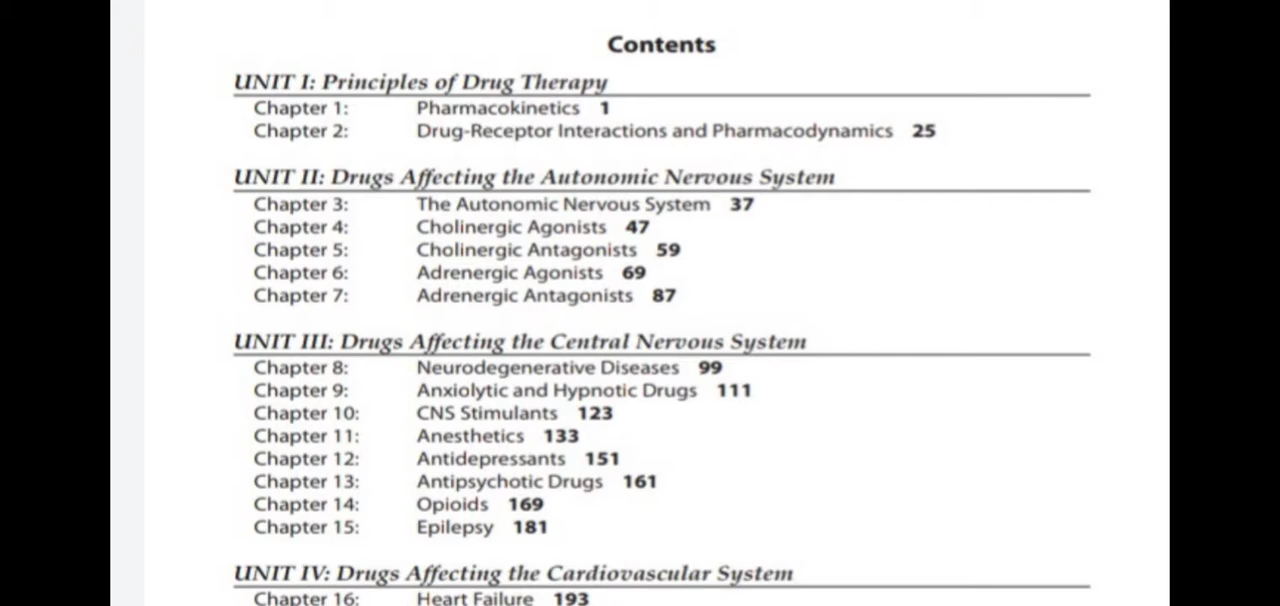 Contents
UNIT I: Principles of Drug Therapy
Chapter 1: Pharmacokinetics 1
Chapter 2: Drug-Receptor Interactions and Pharmacodynamics 25
UNIT II: Drugs Affecting the Autonomic Nervous System
Chapter 3: The Autonomic Nervous System 37
Chapter 4: Cholinergic Agonists 47
Chapter 5: Cholinergic Antagonists 59
Chapter 6: Adrenergic Agonists 69
Chapter 7: Adrenergic Antagonists 87
UNIT III: Drugs Affecting the Central Nervous System
Chapter 8: Neurodegenerative Diseases 99
Chapter 9: Anxiolytic and Hypnotic Drugs 111
Chapter 10: CNS Stimulants 123
Chapter 11: Anesthetics 133
Chapter 12: Antidepressants 151
Chapter 13: Antipsychotic Drugs 161
Chapter 14: Opioids 169
Chapter 15: Epilepsy 181
UNIT IV: Drugs Affecting the Cardiovascular System
Chapter 16: Heart Failure 193